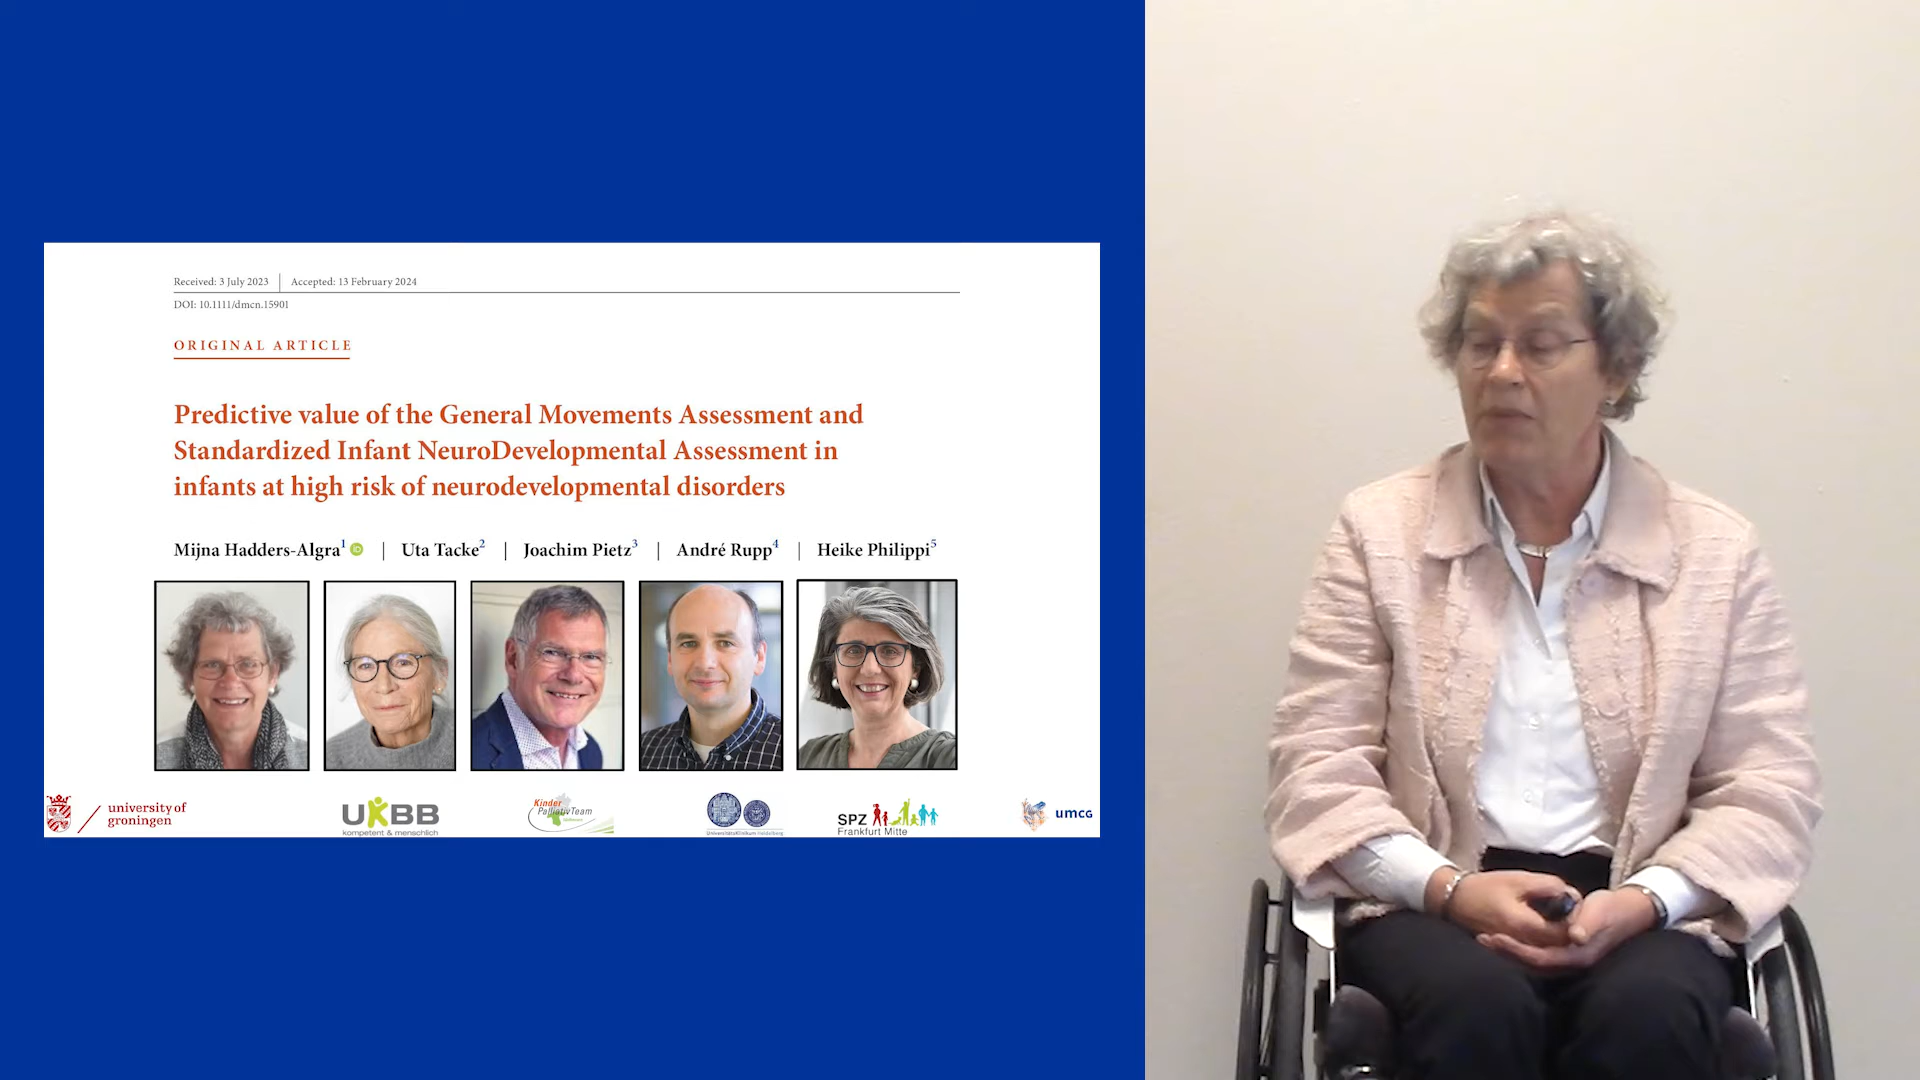 Received: 3 July 2023 | Accepted: 13 February 2024
DOI: 10.1111/dmcn.15901
ORIGINAL ARTICLE
Predictive value of the General Movements Assessment and
Standardized Infant NeuroDevelopmental Assessment in
infants at high risk of neurodevelopmental disorders
Mijna Hadders-Algra1 iD | Uta Tacke2 | Joachim Pietz3 | André Rupp4 | Heike Philippi5
university of
groningen
UKBB
kompetent & menschlich
Kinder
PalliativTeam
UniversitätsKlinikum Heidelberg
SPZ
Frankfurt Mitte
umcg